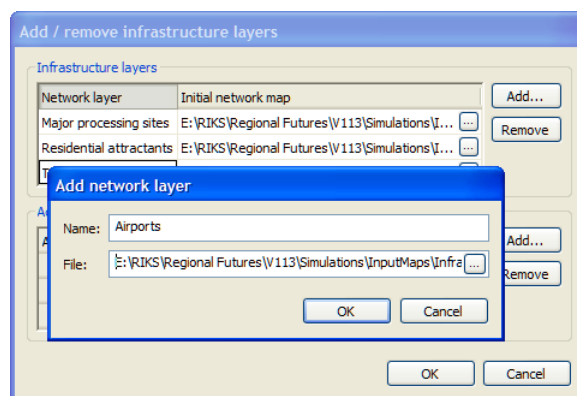 Add / remove infrastructure layers
Infrastructure layers
Network layer Initial network map
Add...
Major processing sites E:\RIKS\Regional Futures\V113\Simulations\I... ...
Remove
Residential attractants E:\RIKS\Regional Futures\V113\Simulations\I... ...
Add network layer
Name: Airports
Add...
File: E:\RIKS\Regional Futures\V113\Simulations\InputMaps\Infra ...
Remove
OK Cancel
OK Cancel